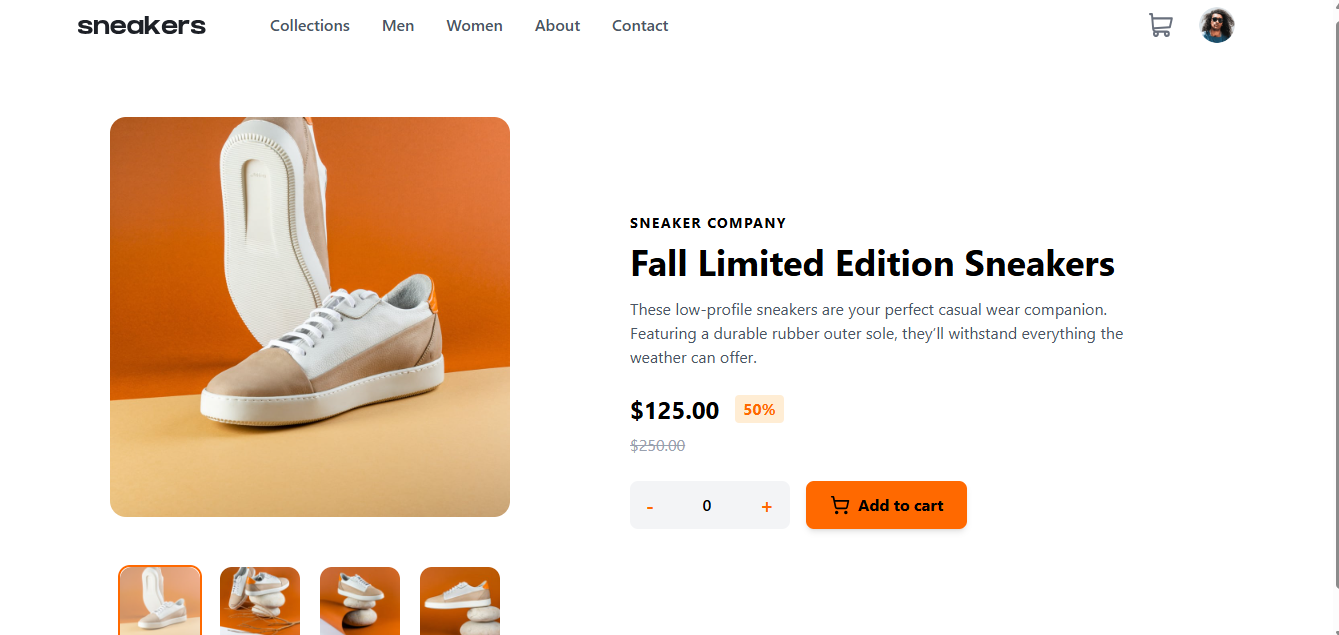 sneakers
Collections Men Women About Contact
SNEAKER COMPANY
Fall Limited Edition Sneakers
These low-profile sneakers are your perfect casual wear companion.
Featuring a durable rubber outer sole, they’ll withstand everything the
weather can offer.
$125.00 50%
$250.00
- 0 + Add to cart